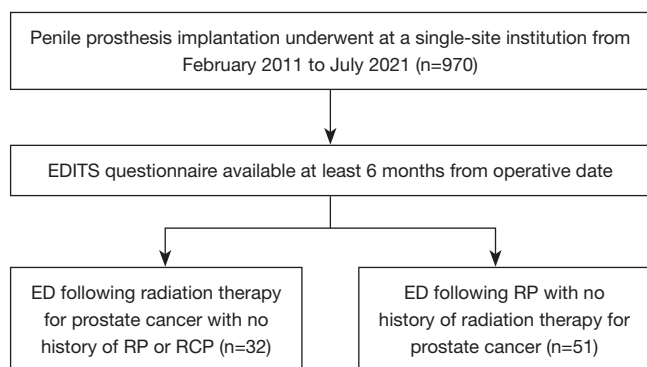 Penile prosthesis implantation underwent at a single-site institution from
February 2011 to July 2021 (n=970)
EDITS questionnaire available at least 6 months from operative date
ED following radiation therapy
for prostate cancer with no
history of RP or RCP (n=32)
ED following RP with no
history of radiation therapy for
prostate cancer (n=51)